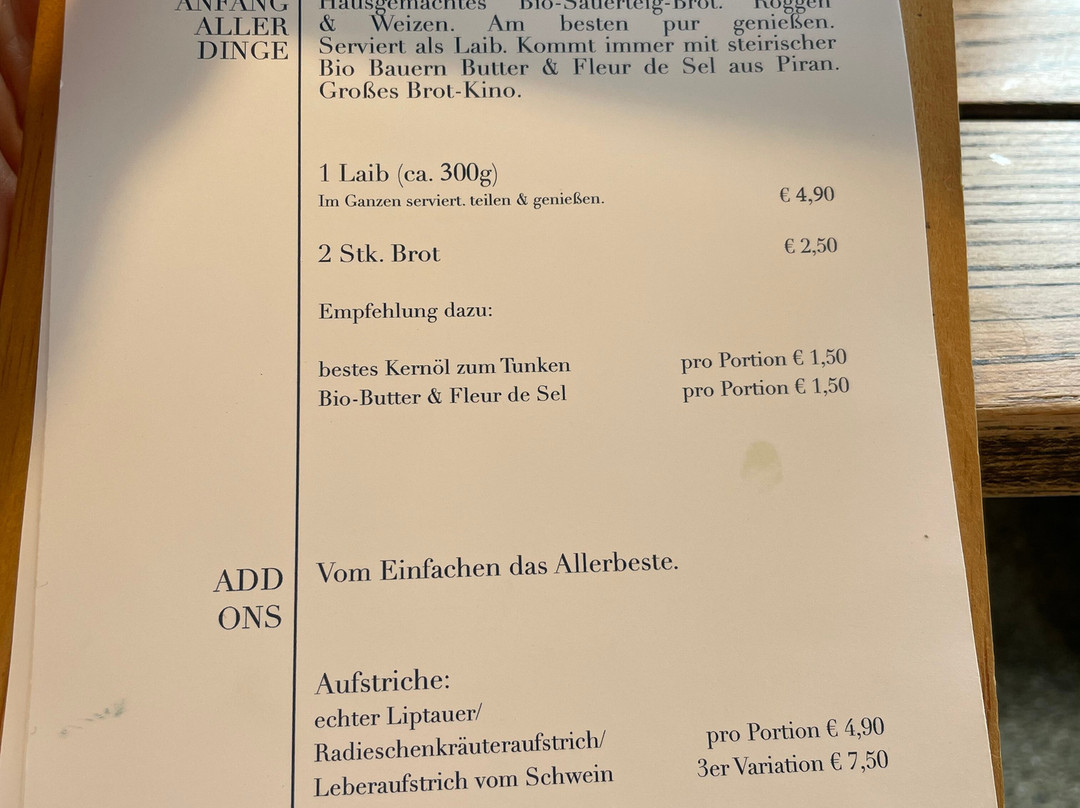 ANFANG
ALLER
DINGE
Hausgemachtes Bio-Sauerteig-Brot. Roggen
& Weizen. Am besten pur genießen.
Serviert als Laib. Kommt immer mit steirischer
Bio Bauern Butter & Fleur de Sel aus Piran.
Großes Brot-Kino.
1 Laib (ca. 300g)
Im Ganzen serviert. teilen & genießen. € 4,90
2 Stk. Brot € 2,50
Empfehlung dazu:
bestes Kernöl zum Tunken pro Portion € 1,50
Bio-Butter & Fleur de Sel pro Portion € 1,50
ADD
ONS
Vom Einfachen das Allerbeste.
Aufstriche:
echter Liptauer/
Radieschenkräuteraufstrich/ pro Portion € 4,90
Leberaufstrich vom Schwein 3er Variation € 7,50